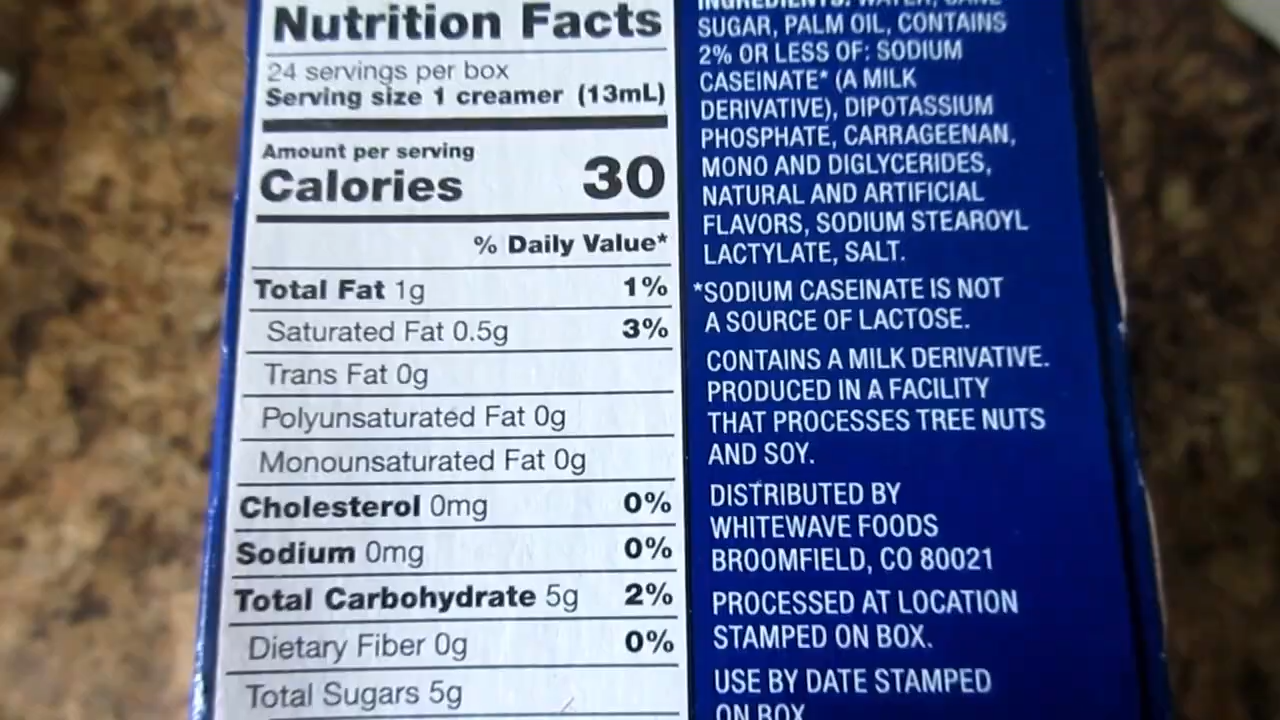 Nutrition Facts
24 servings per box
Serving size 1 creamer (13mL)
Amount per serving
Calories 30
% Daily Value*
Total Fat 1g 1%
Saturated Fat 0.5g 3%
Trans Fat 0g
Polyunsaturated Fat 0g
Monounsaturated Fat 0g
Cholesterol 0mg 0%
Sodium 0mg 0%
Total Carbohydrate 5g 2%
Dietary Fiber 0g 0%
Total Sugars 5g
INGREDIENTS: WATER, CANE
SUGAR, PALM OIL, CONTAINS
2% OR LESS OF: SODIUM
CASEINATE* (A MILK
DERIVATIVE), DIPOTASSIUM
PHOSPHATE, CARRAGEENAN,
MONO AND DIGLYCERIDES,
NATURAL AND ARTIFICIAL
FLAVORS, SODIUM STEAROYL
LACTYLATE, SALT.
*SODIUM CASEINATE IS NOT
A SOURCE OF LACTOSE.
CONTAINS A MILK DERIVATIVE.
PRODUCED IN A FACILITY
THAT PROCESSES TREE NUTS
AND SOY.
DISTRIBUTED BY
WHITEWAVE FOODS
BROOMFIELD, CO 80021
PROCESSED AT LOCATION
STAMPED ON BOX.
USE BY DATE STAMPED
ON BOX